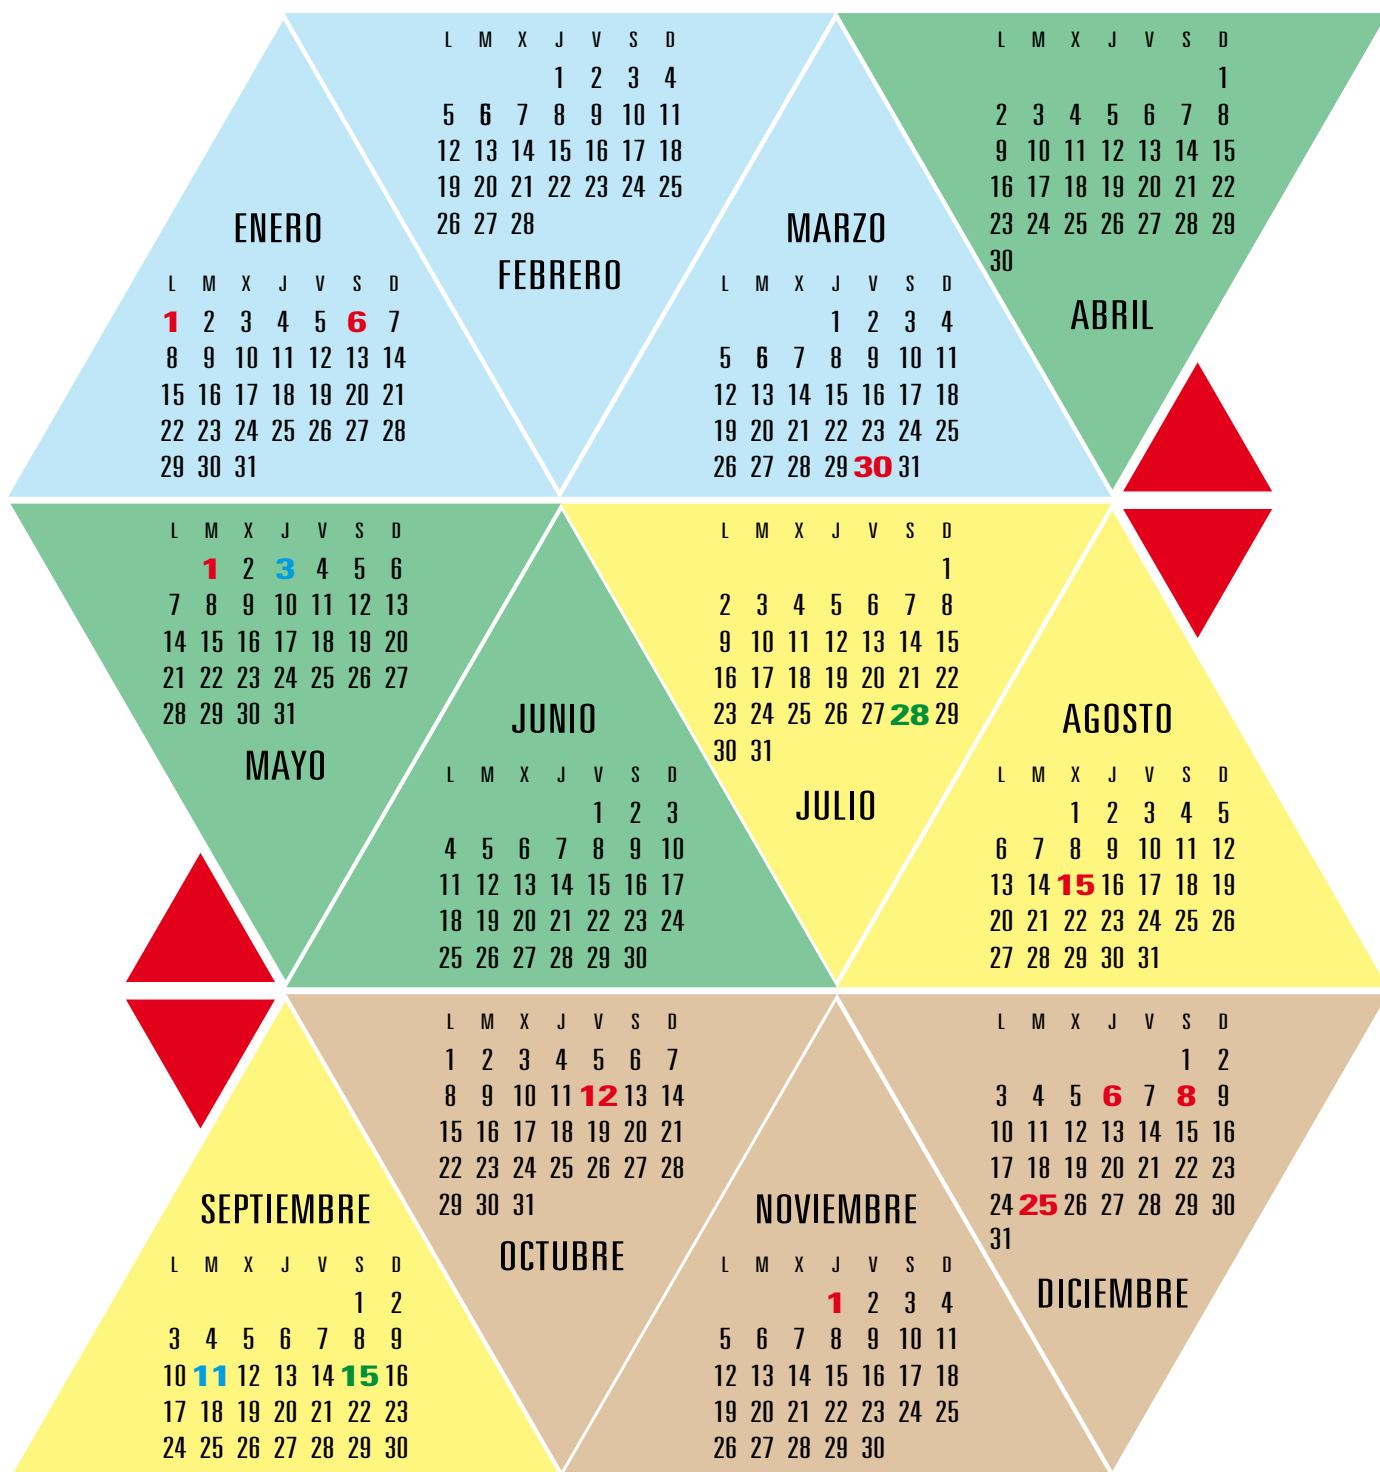 L M X J V S D
1 2 3 4
5 6 7 8 9 10 11
12 13 14 15 16 17 18
19 20 21 22 23 24 25
26 27 28
FEBRERO
L M X J V S D
1
2 3 4 5 6 7 8
9 10 11 12 13 14 15
16 17 18 19 20 21 22
23 24 25 26 27 28 29
30
ABRIL
ENERO
L M X J V S D
1 2 3 4 5 6 7
8 9 10 11 12 13 14
15 16 17 18 19 20 21
22 23 24 25 26 27 28
29 30 31
MARZO
L M X J V S D
1 2 3 4
5 6 7 8 9 10 11
12 13 14 15 16 17 18
19 20 21 22 23 24 25
26 27 28 29 30 31
L M X J V S D
1 2 3 4 5 6
7 8 9 10 11 12 13
14 15 16 17 18 19 20
21 22 23 24 25 26 27
28 29 30 31
MAYO
JUNIO
L M X J V S D
1 2 3
4 5 6 7 8 9 10
11 12 13 14 15 16 17
18 19 20 21 22 23 24
25 26 27 28 29 30
L M X J V S D
1
2 3 4 5 6 7 8
9 10 11 12 13 14 15
16 17 18 19 20 21 22
23 24 25 26 27 28 29
30 31
JULIO
AGOSTO
L M X J V S D
1 2 3 4 5
6 7 8 9 10 11 12
13 14 15 16 17 18 19
20 21 22 23 24 25 26
27 28 29 30 31
SEPTIEMBRE
L M X J V S D
1 2
3 4 5 6 7 8 9
10 11 12 13 14 15 16
17 18 19 20 21 22 23
24 25 26 27 28 29 30
L M X J V S D
1 2 3 4 5 6 7
8 9 10 11 12 13 14
15 16 17 18 19 20 21
22 23 24 25 26 27 28
29 30 31
OCTUBRE
NOVIEMBRE
L M X J V S D
1 2 3 4
5 6 7 8 9 10 11
12 13 14 15 16 17 18
19 20 21 22 23 24 25
26 27 28 29 30
L M X J V S D
1 2
3 4 5 6 7 8 9
10 11 12 13 14 15 16
17 18 19 20 21 22 23
24 25 26 27 28 29 30
31
DICIEMBRE